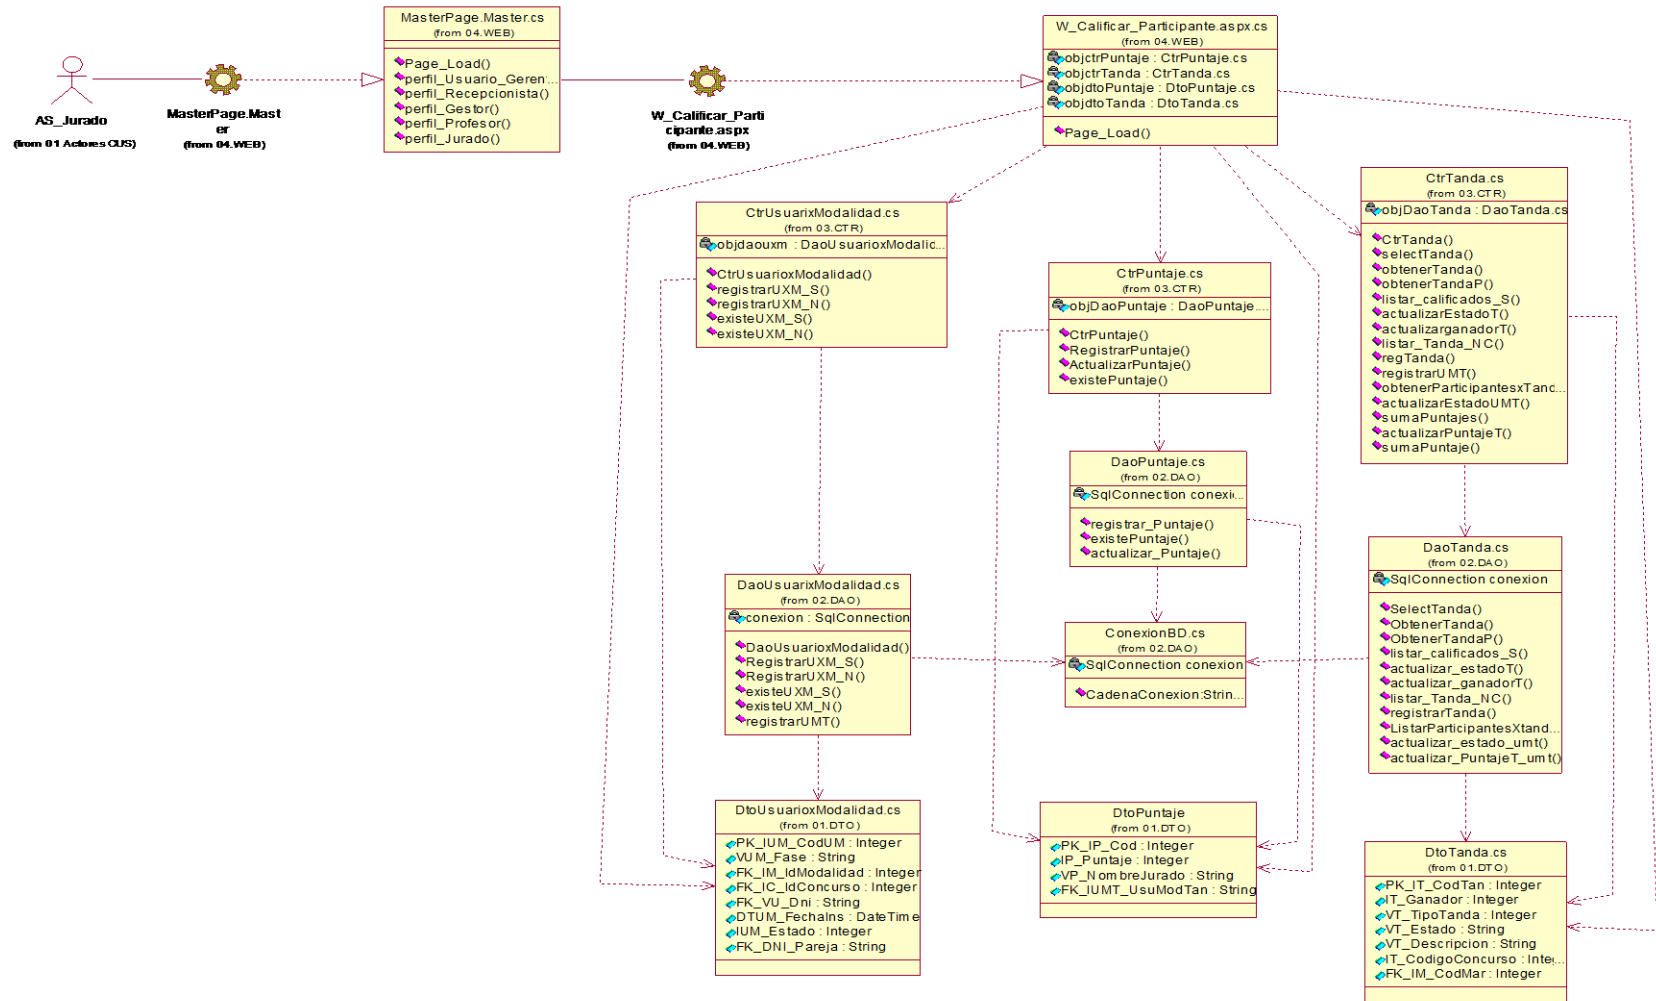 AS_Jurado
(from 01 Actores CUS)
MasterPage.Mast
er
(from 04.WEB)
MasterPage.Master.cs
(from 04.WEB)
Page_Load()
perfil_Usuario_Geren...
perfil_Recepcionista()
perfil_Gestor()
perfil_Profesor()
perfil_Jurado()
W_Calificar_Parti
cipante.aspx
(from 04.WEB)
W_Calificar_Participante.aspx.cs
(from 04.WEB)
objctrPuntaje : CtrPuntaje.cs
objctrTanda : CtrTanda.cs
objdtoPuntaje : DtoPuntaje.cs
objdtoTanda : DtoTanda.cs
Page_Load()
CtrUsuarixModalidad.cs
(from 03.CTR)
objdaouxm : DaoUsuarioxModalid...
CtrUsuarioxModalidad()
registrarUXM_S()
registrarUXM_N()
existeUXM_S()
existeUXM_N()
CtrPuntaje.cs
(from 03.CTR)
objDaoPuntaje : DaoPuntaje....
CtrPuntaje()
RegistrarPuntaje()
ActualizarPuntaje()
existePuntaje()
CtrTanda.cs
(from 03.CTR)
objDaoTanda : DaoTanda.cs
CtrTanda()
selectTanda()
obtenerTanda()
obtenerTandaP()
listar_calificados_S()
actualizarEstadoT()
actualizarganadorT()
listar_Tanda_NC()
regTanda()
registrarUMT()
obtenerParticipantesxTand...
actualizarEstadoUMT()
sumaPuntajes()
actualizarPuntajeT()
sumaPuntaje()
DaoPuntaje.cs
(from 02.DAO)
SqlConnection conexi...
registrar_Puntaje()
existePuntaje()
actualizar_Puntaje()
DaoTanda.cs
(from 02.DAO)
SqlConnection conexion
SelectTanda()
ObtenerTanda()
ObtenerTandaP()
listar_calificados_S()
actualizar_estadoT()
actualizar_ganadorT()
listar_Tanda_NC()
registrarTanda()
ListarParticipantesXtand...
actualizar_estado_umt()
actualizar_PuntajeT_umt()
DaoUsuarixModalidad.cs
(from 02.DAO)
conexion : SqlConnection
DaoUsuarioxModalidad()
RegistrarUXM_S()
RegistrarUXM_N()
existeUXM_S()
existeUXM_N()
registrarUMT()
ConexionBD.cs
(from 02.DAO)
SqlConnection conexion
CadenaConexion:Strin...
DtoUsuarioxModalidad.cs
(from 01.DTO)
PK_IUM_CodUM : Integer
VUM_Fase : String
FK_IM_IdModalidad : Integer
FK_IC_IdConcurso : Integer
FK_VU_Dni : String
DTUM_FechaIns : DateTime
IUM_Estado : Integer
FK_DNI_Pareja : String
DtoPuntaje
(from 01.DTO)
PK_IP_Cod : Integer
IP_Puntaje : Integer
VP_NombreJurado : String
FK_IUMT_UsuModTan : String
DtoTanda.cs
(from 01.DTO)
PK_IT_CodTan : Integer
IT_Ganador : Integer
VT_TipoTanda : Integer
VT_Estado : String
VT_Descripcion : String
IT_CodigoConcurso : Inte...
FK_IM_CodMar : Integer